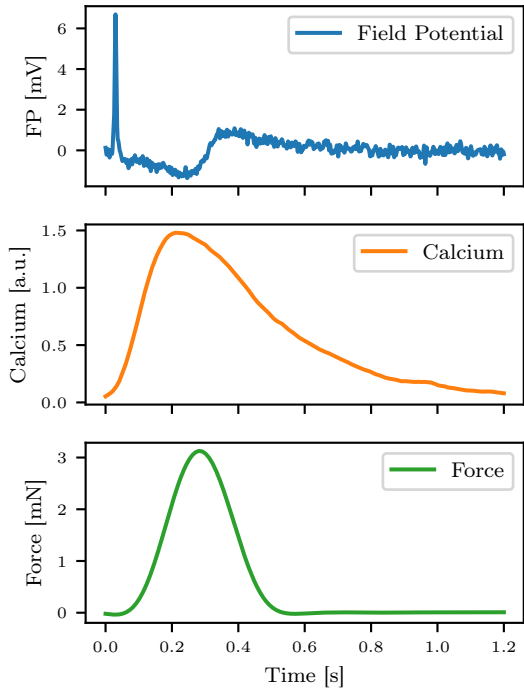 6
4
2
0
FP [mV]
Field Potential
1.5
1.0
0.5
0.0
Calcium [a.u.]
Calcium
3
2
1
0
Force [mN]
Force
0.0 0.2 0.4 0.6 0.8 1.0 1.2
Time [s]